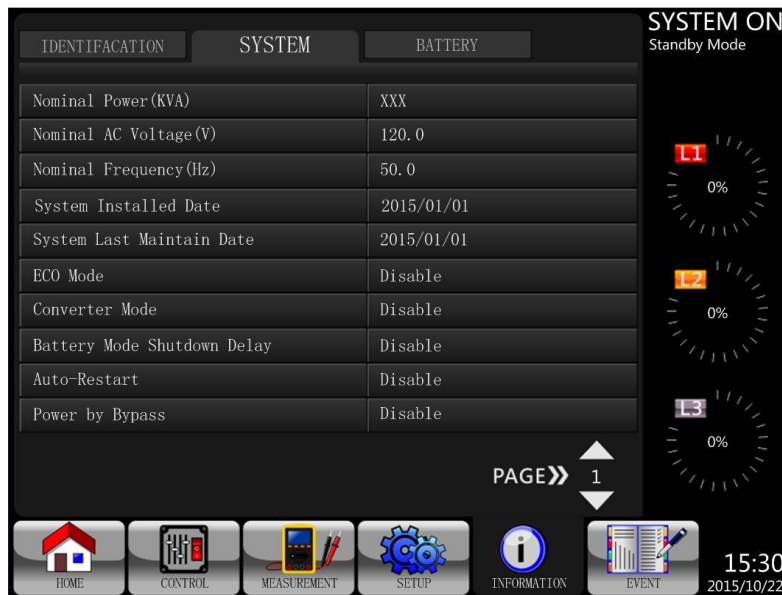 IDENTIFACATION SYSTEM BATTERY
SYSTEM ON
Standby Mode
Nominal Power(KVA) XXX
Nominal AC Voltage(V) 120.0
Nominal Frequency(Hz) 50.0
System Installed Date 2015/01/01
System Last Maintain Date 2015/01/01
ECO Mode Disable
Converter Mode Disable
Battery Mode Shutdown Delay Disable
Auto-Restart Disable
Power by Bypass Disable
L1
0%
L2
0%
L3
0%
PAGE 1
HOME CONTROL MEASUREMENT SETUP INFORMATION EVENT
15:30
2015/10/22